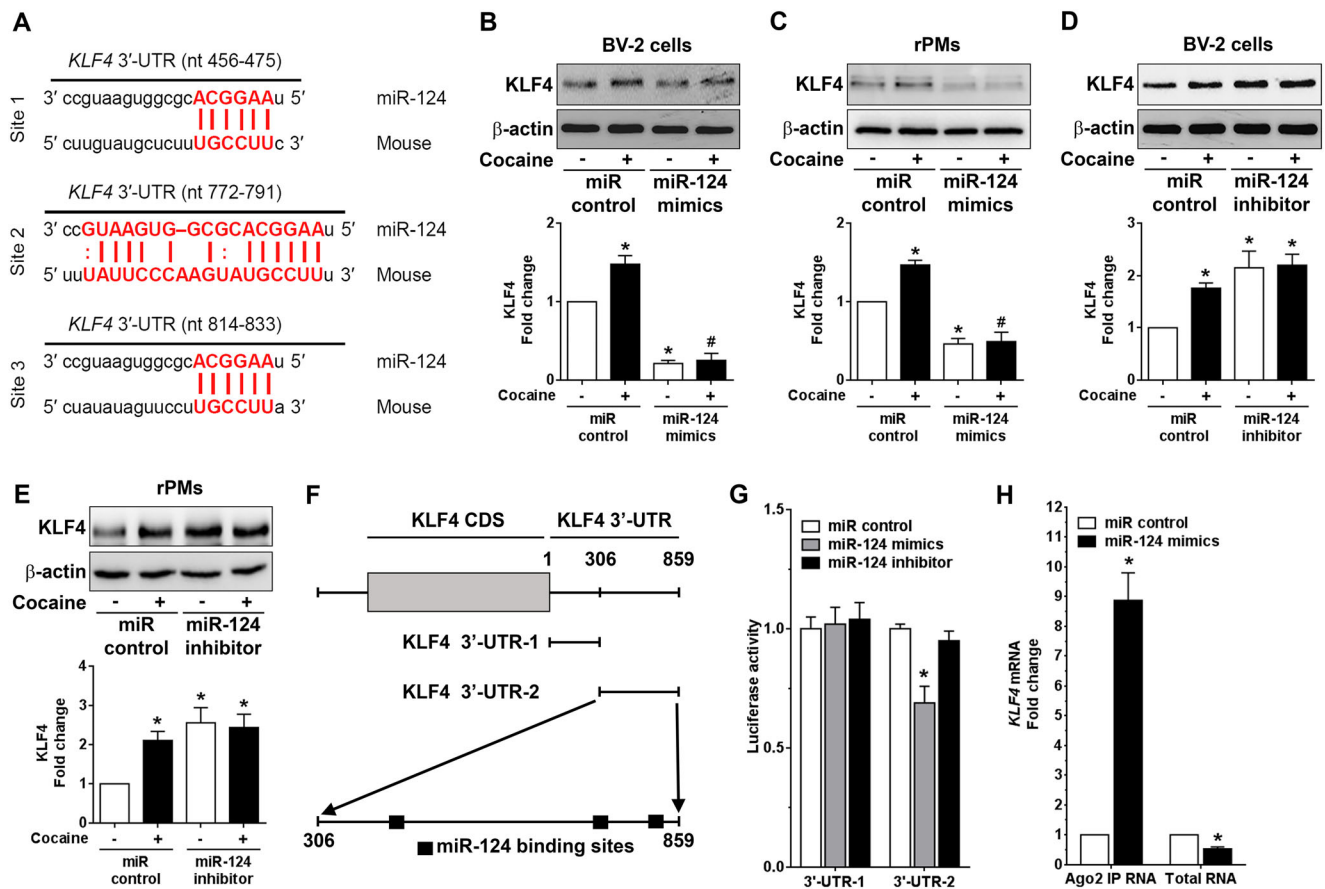 A
KLF4 3′-UTR (nt 456-475)
Site 1
3′ ccguaaguggcgcACGGAAu 5′ miR-124
5′ cuuguaugcucuuUGCCUUc 3′ Mouse
KLF4 3′-UTR (nt 772-791)
Site 2
3′ ccGUAAGUG–GCGCACGGAAu 5′ miR-124
5′ uuUAUUCCCAAGUAUGCCUUu 3′ Mouse
KLF4 3′-UTR (nt 814-833)
Site 3
3′ ccguaaguggcgcACGGAAu 5′ miR-124
5′ cuauauaguuccuUGCCUUa 3′ Mouse
B
BV-2 cells
KLF4
β-actin
Cocaine - + - +
miR control miR-124 mimics
KLF4 Fold change
2
1
0
* * #
Cocaine - + - +
miR control miR-124 mimics
C
rPMs
KLF4
β-actin
Cocaine - + - +
miR control miR-124 mimics
KLF4 Fold change
2
1
0
* * #
Cocaine - + - +
miR control miR-124 mimics
D
BV-2 cells
KLF4
β-actin
Cocaine - + - +
miR control miR-124 inhibitor
KLF4 Fold change
3
2
1
0
* * *
Cocaine - + - +
miR control miR-124 inhibitor
E
rPMs
KLF4
β-actin
Cocaine - + - +
miR control miR-124 inhibitor
KLF4 Fold change
4
3
2
1
0
* * *
Cocaine - + - +
miR control miR-124 inhibitor
F
KLF4 CDS KLF4 3’-UTR
1 306 859
KLF4 3’-UTR-1
KLF4 3’-UTR-2
306 859
miR-124 binding sites
G
miR control
miR-124 mimics
miR-124 inhibitor
Luciferase activity
1.5
1.0
0.5
0.0
*
3'-UTR-1 3'-UTR-2
H
miR control
miR-124 mimics
KLF4 mRNA Fold change
12
11
10
9
8
7
6
5
4
3
2
1
0
* *
Ago2 IP RNA Total RNA